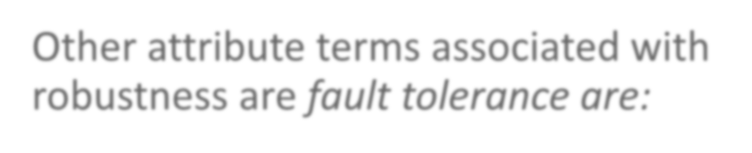 Other attribute terms associated with
robustness are fault tolerance are: